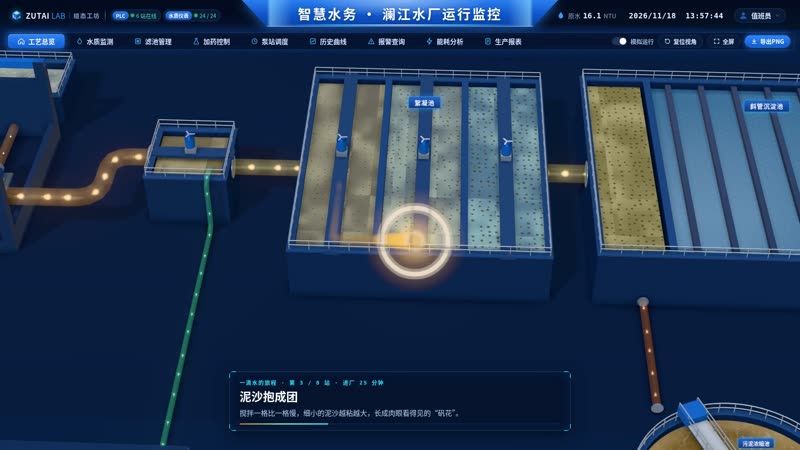 ZUTAI LAB 组态工坊
PLC 6 站在线
水质仪表 24 / 24
智慧水务 · 澜江水厂运行监控
原水 16.1 NTU
2026/11/18 13:57:44
值班员
工艺总览 水质监测 滤池管理 加药控制 泵站调度 历史曲线 报警查询 能耗分析 生产报表
模拟运行 复位视角 全屏 导出PNG
絮凝池
斜管沉淀池
一滴水的旅程 · 第 3 / 8 站 · 进厂 25 分钟
泥沙抱成团
搅拌一格比一格慢，细小的泥沙越粘越大，长成肉眼看得见的“矾花”。
污泥浓缩池